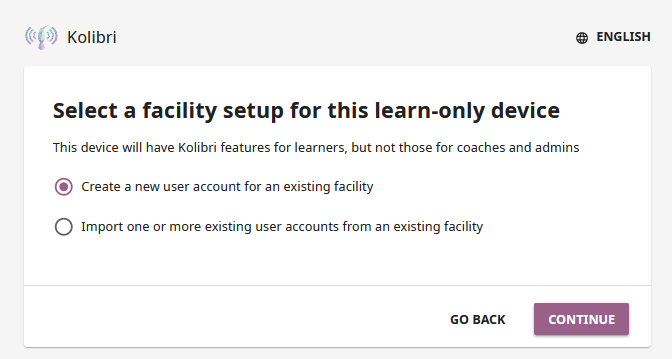 Kolibri
ENGLISH
Select a facility setup for this learn-only device
This device will have Kolibri features for learners, but not those for coaches and admins
Create a new user account for an existing facility
Import one or more existing user accounts from an existing facility
GO BACK
CONTINUE